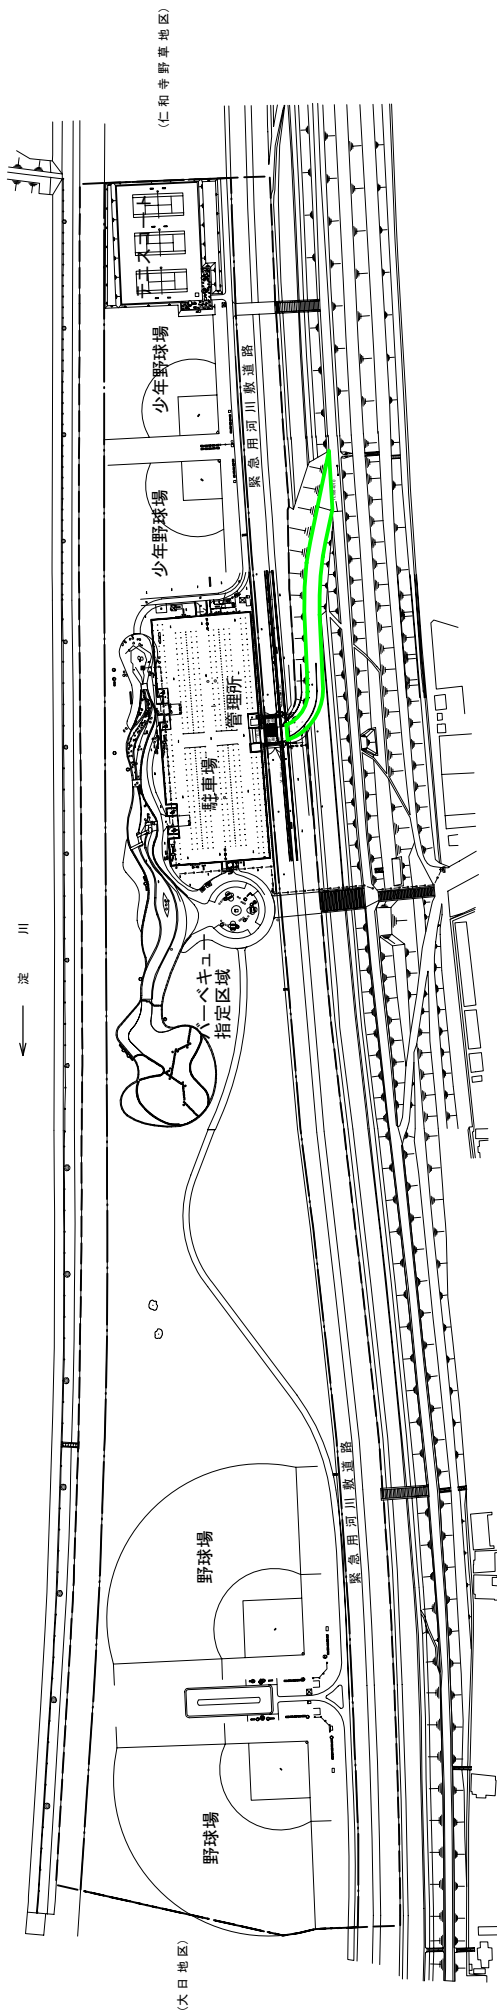 (仁和寺野草地区)
テニスコート
少年野球場
緊急用河川敷道路
少年野球場
管理所
駐車場
淀 川
バーベキュー
指定区域
緊急用河川敷道路
野球場
野球場
(大日地区)